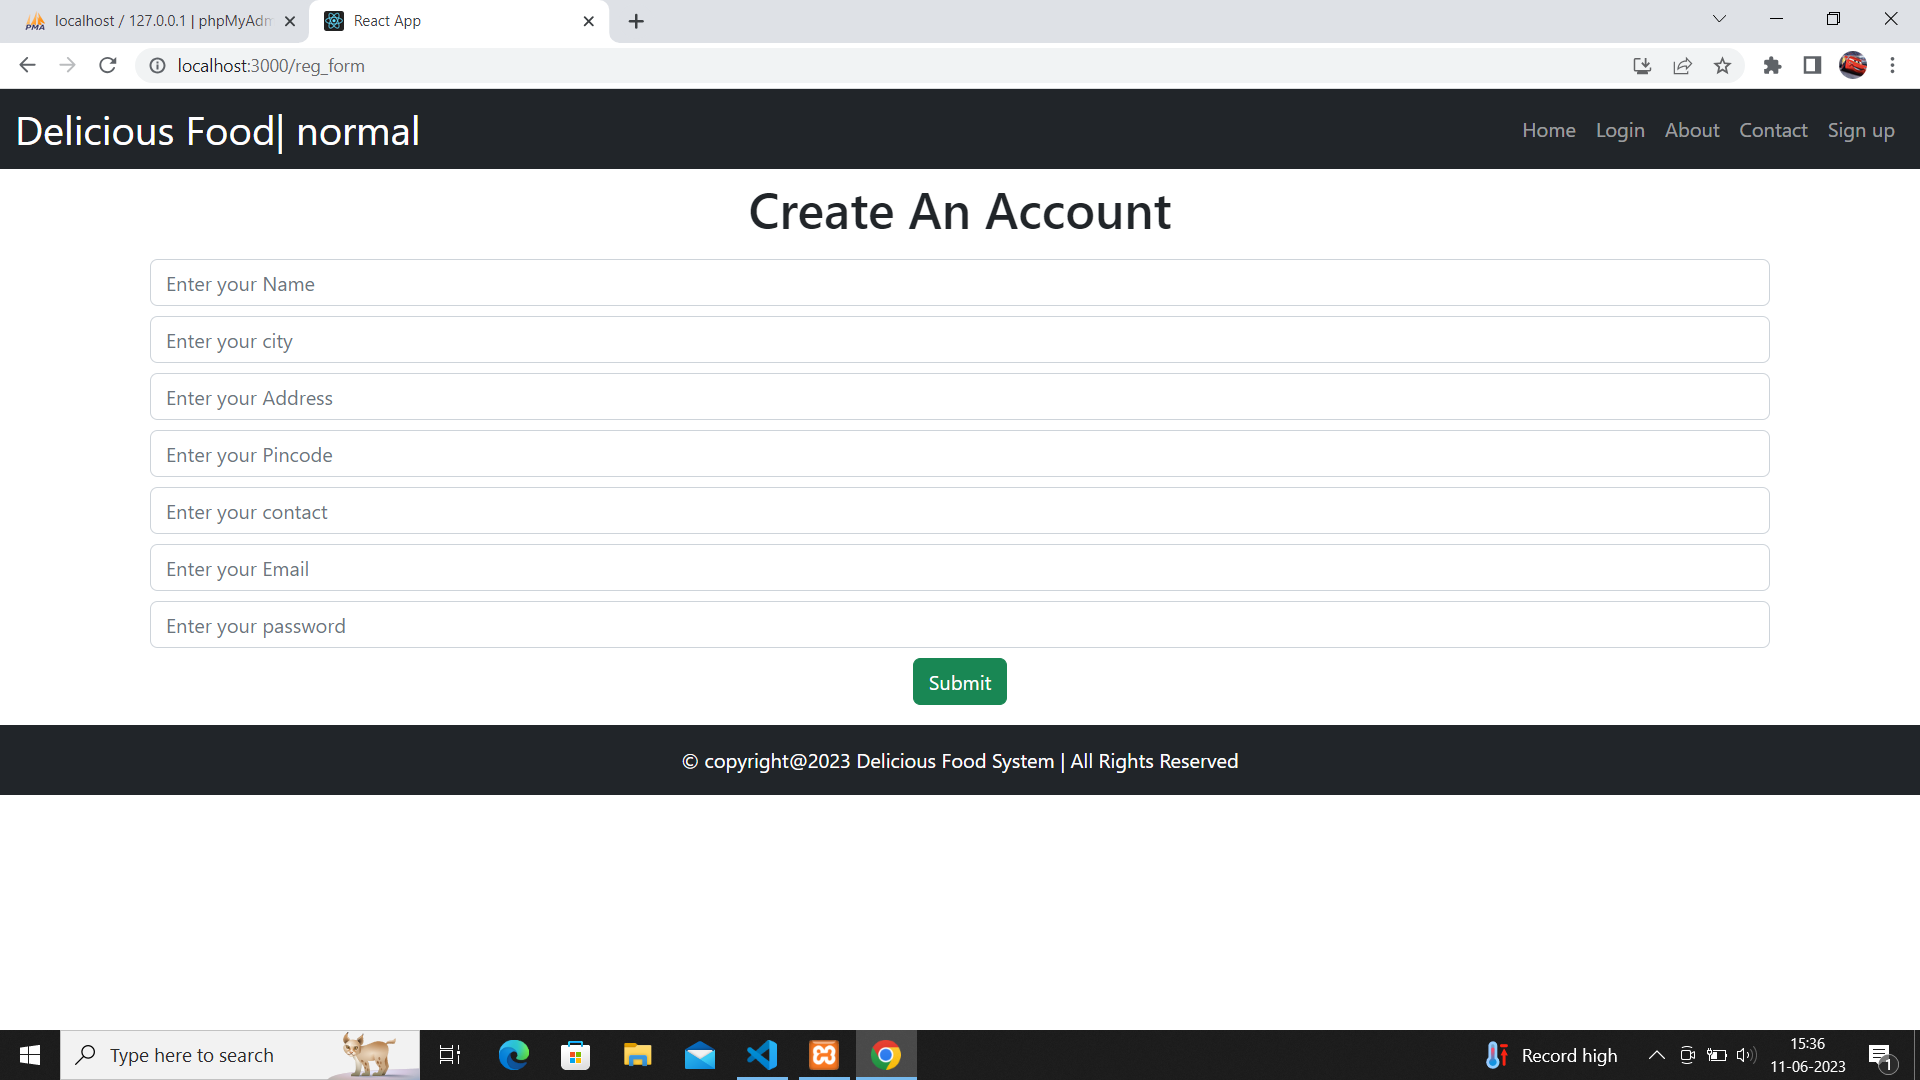 localhost / 127.0.0.1 | phpMyAdm
React App
localhost:3000/reg_form
Delicious Food| normal
Home Login About Contact Sign up
Create An Account
Enter your Name
Enter your city
Enter your Address
Enter your Pincode
Enter your contact
Enter your Email
Enter your password
Submit
© copyright@2023 Delicious Food System | All Rights Reserved
Type here to search
Record high
15:36
11-06-2023
1